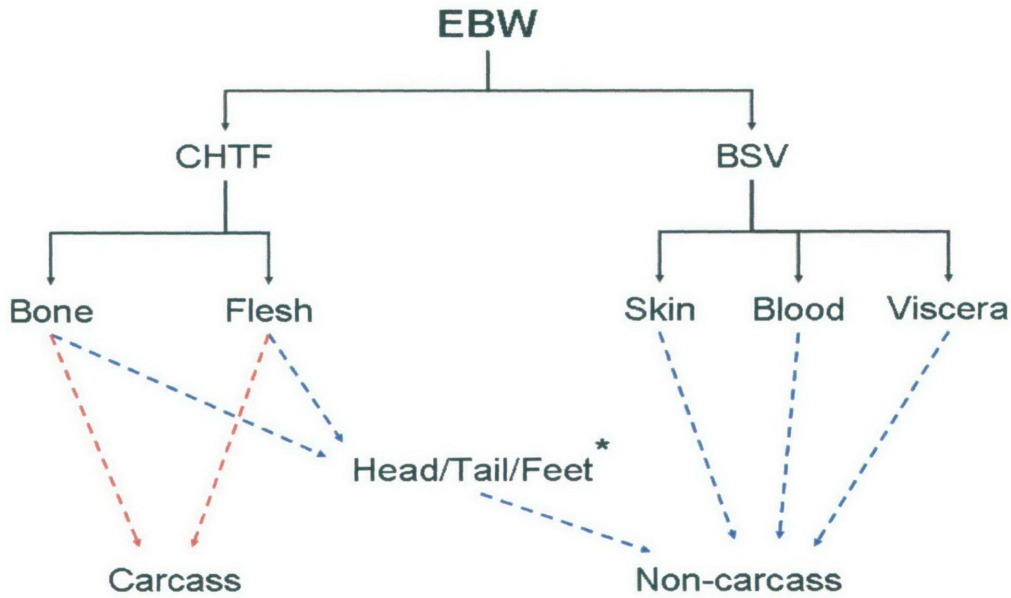 EBW
CHTF BSV
Bone Flesh Skin Blood Viscera
Head/Tail/Feet*
Carcass Non-carcass